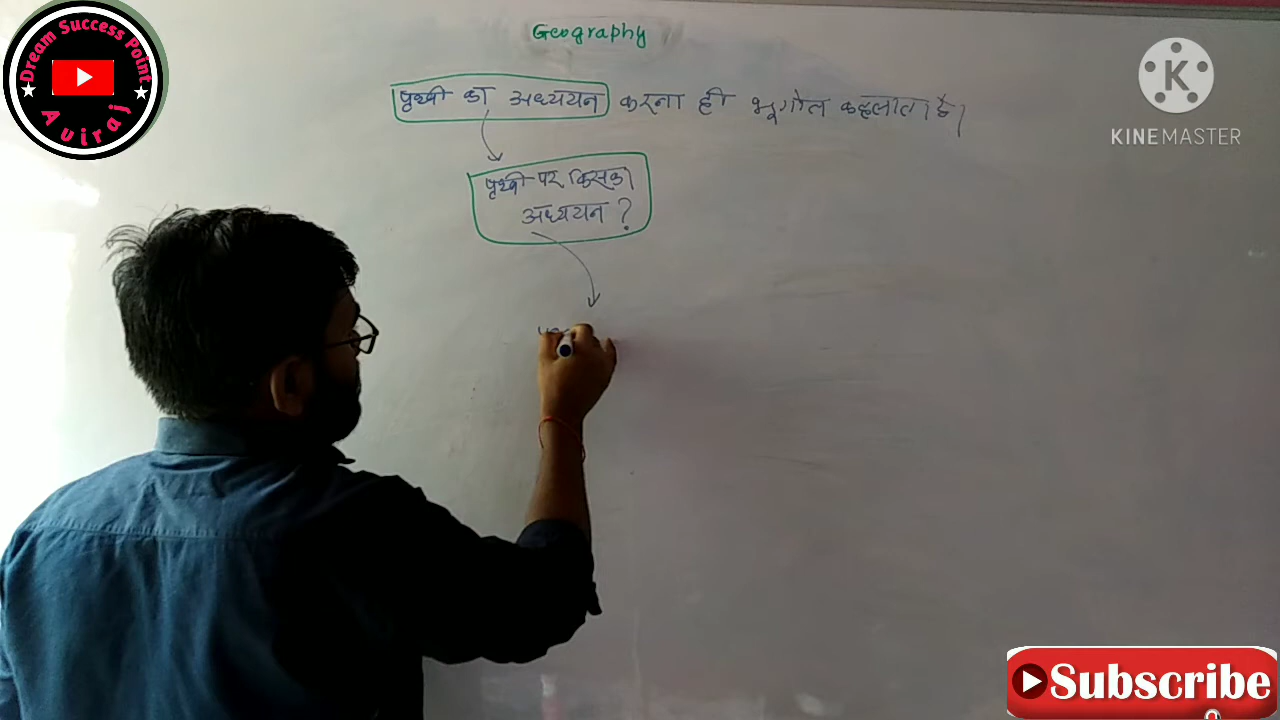 Geography
पृथ्वी का अध्ययन करना ही भूगोल कहलाता है।
पृथ्वी पर किसका
अध्ययन ?
Dream Success Point
Aviraj
K
KINEMASTER
Subscribe